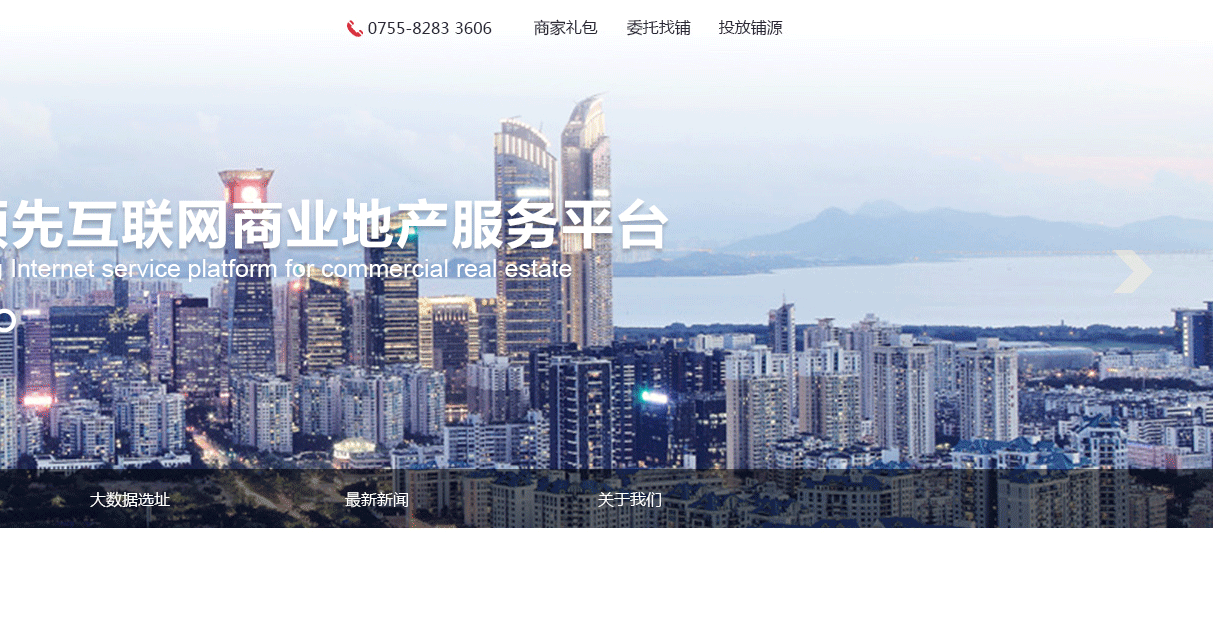 0755-8283 3606 商家礼包 委托找铺 投放铺源
先互联网商业地产服务平台
Internet service platform for commercial real estate
大数据选址 最新新闻 关于我们